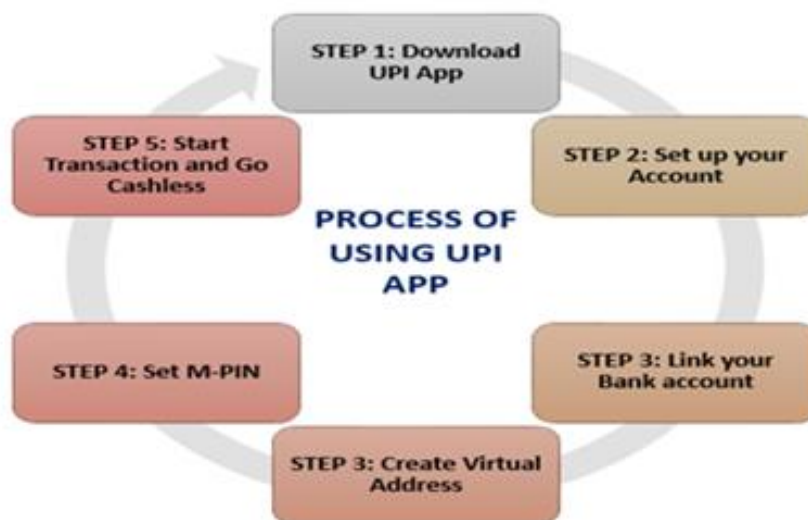 STEP 1: Download
UPI App
STEP 2: Set up your
Account
STEP 3: Link your
Bank account
STEP 3: Create Virtual
Address
STEP 4: Set M-PIN
STEP 5: Start
Transaction and Go
Cashless
PROCESS OF
USING UPI
APP